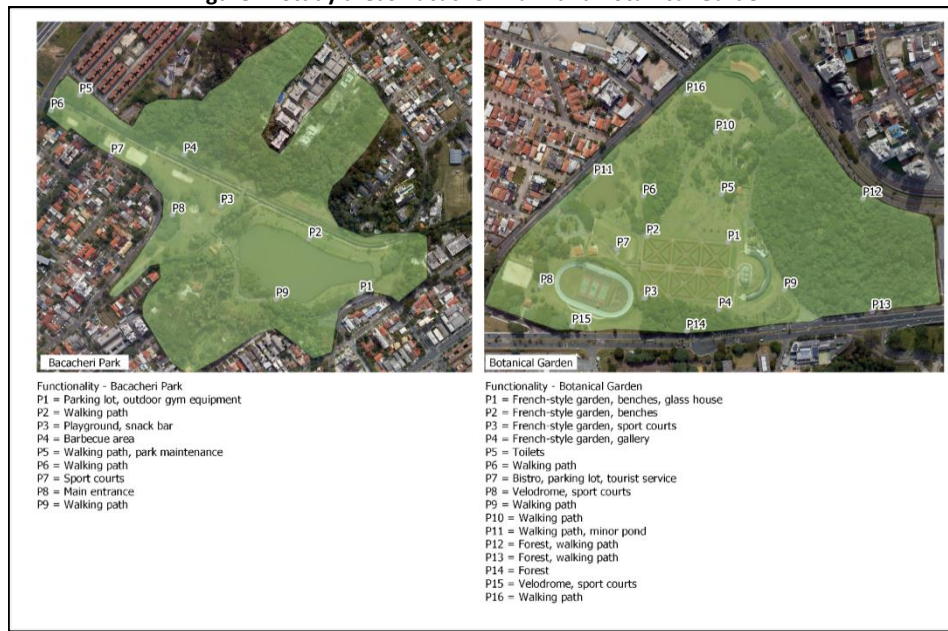 P5
P6
P7
P4
P3
P8
P2
P1
P9
Bacacheri Park
P16
P10
P11
P6
P5
P12
P2
P1
P7
P8
P9
P3
P4
P13
P15
P14
Botanical Garden
Functionality - Bacacheri Park
P1 = Parking lot, outdoor gym equipment
P2 = Walking path
P3 = Playground, snack bar
P4 = Barbecue area
P5 = Walking path, park maintenance
P6 = Walking path
P7 = Sport courts
P8 = Main entrance
P9 = Walking path
Functionality - Botanical Garden
P1 = French-style garden, benches, glass house
P2 = French-style garden, benches
P3 = French-style garden, sport courts
P4 = French-style garden, gallery
P5 = Toilets
P6 = Walking path
P7 = Bistro, parking lot, tourist service
P8 = Velodrome, sport courts
P9 = Walking path
P10 = Walking path
P11 = Walking path, minor pond
P12 = Forest, walking path
P13 = Forest, walking path
P14 = Forest
P15 = Velodrome, sport courts
P16 = Walking path